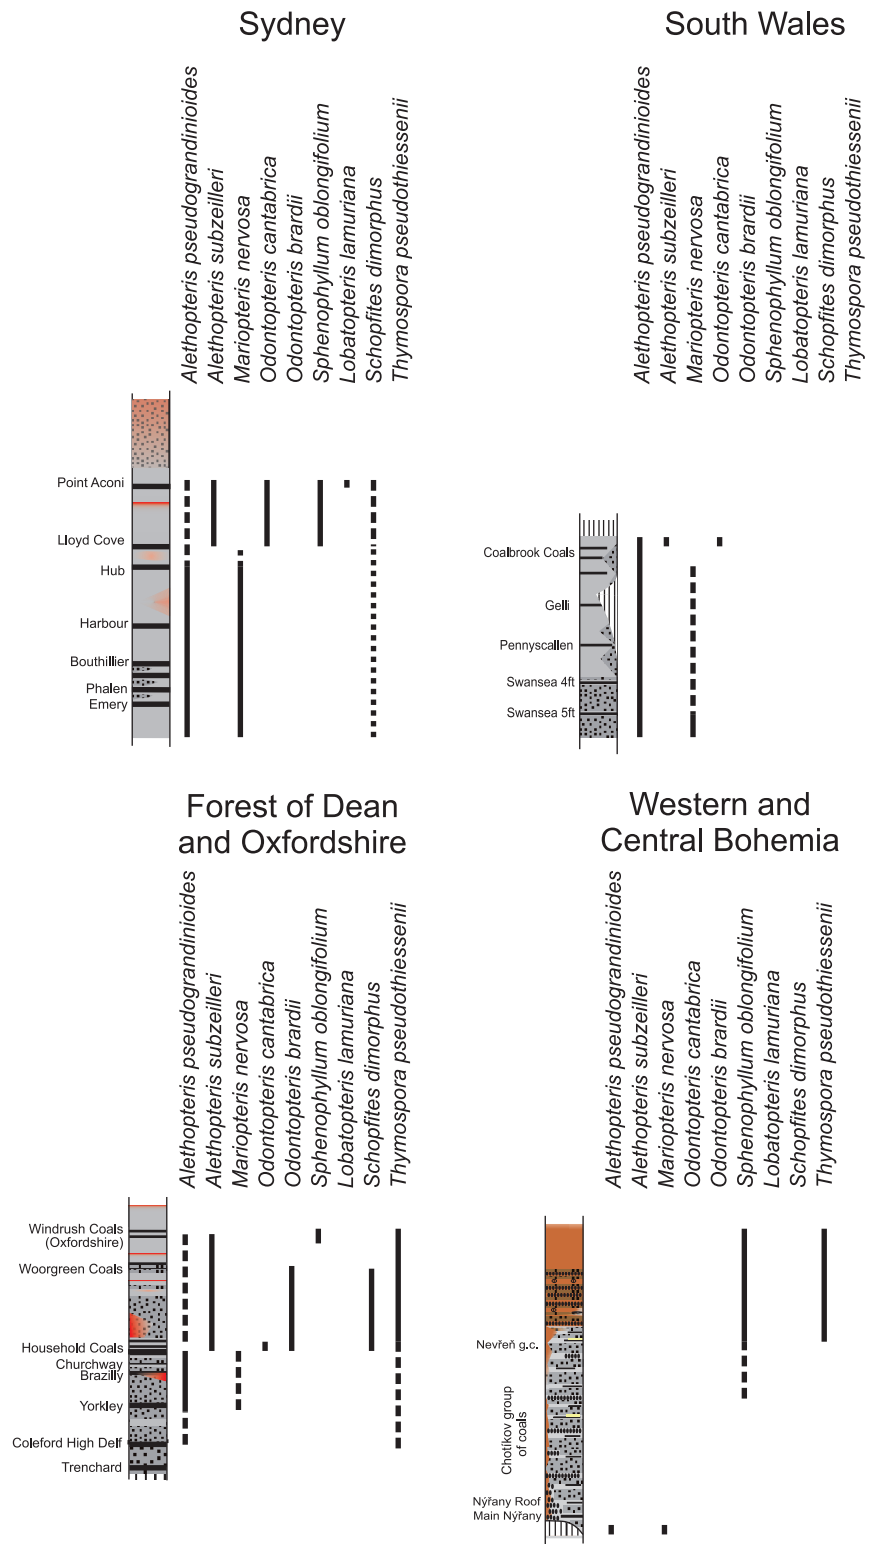 Sydney
Alethopteris pseudograndinioides
Alethopteris subzeilleri
Mariopteris nervosa
Odontopteris cantabrica
Odontopteris brardii
Sphenophyllum oblongifolium
Lobatopteris lamuriana
Schopfites dimorphus
Thymospora pseudothiessenii
Point Aconi
Lloyd Cove
Hub
Harbour
Bouthillier
Phalen
Emery
South Wales
Alethopteris pseudograndinioides
Alethopteris subzeilleri
Mariopteris nervosa
Odontopteris cantabrica
Odontopteris brardii
Sphenophyllum oblongifolium
Lobatopteris lamuriana
Schopfites dimorphus
Thymospora pseudothiessenii
Coalbrook Coals
Gelli
Pennyscallen
Swansea 4ft
Swansea 5ft
Forest of Dean
and Oxfordshire
Alethopteris pseudograndinioides
Alethopteris subzeilleri
Mariopteris nervosa
Odontopteris cantabrica
Odontopteris brardii
Sphenophyllum oblongifolium
Lobatopteris lamuriana
Schopfites dimorphus
Thymospora pseudothiessenii
Windrush Coals
(Oxfordshire)
Woorgreen Coals
Household Coals
Churchway
Brazilly
Yorkley
Coleford High Delf
Trenchard
Western and
Central Bohemia
Alethopteris pseudograndinioides
Alethopteris subzeilleri
Mariopteris nervosa
Odontopteris cantabrica
Odontopteris brardii
Sphenophyllum oblongifolium
Lobatopteris lamuriana
Schopfites dimorphus
Thymospora pseudothiessenii
Nevřeň g.c.
Chotíkov group
of coals
Nýřany Roof
Main Nýřany